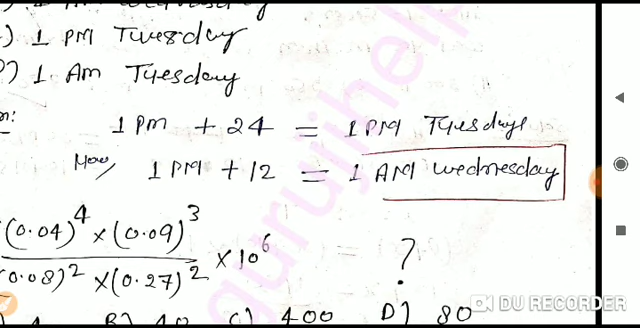 1 PM Tuesday
1 Am Tuesday
1 PM + 24 = 1 PM Tuesdays
Now, 1 PM + 12 = 1 AM wednesday
(0.04)^4 × (0.09)^3
× 10^6 ?
0.08)^2 × (0.27)^2
B) 40 C) 400 D) 80
DU RECORDER